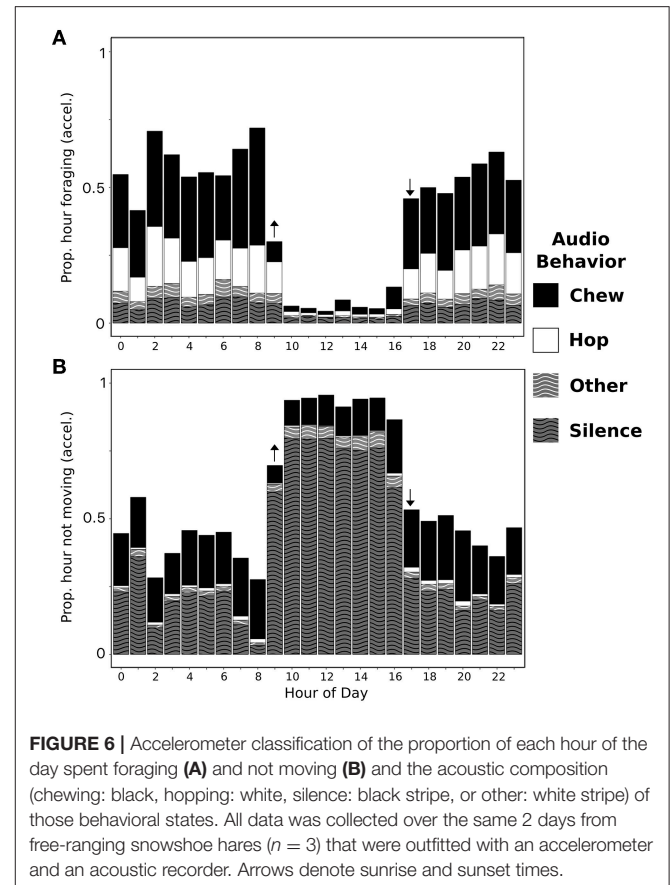 A
1
0.5
0
Prop. hour foraging (accel.)
0 2 4 6 8 10 12 14 16 18 20 22
B
1
0.5
0
Prop. hour not moving (accel.)
0 2 4 6 8 10 12 14 16 18 20 22
Hour of Day
Audio
Behavior
Chew
Hop
Other
Silence
FIGURE 6 | Accelerometer classification of the proportion of each hour of the
day spent foraging (A) and not moving (B) and the acoustic composition
(chewing: black, hopping: white, silence: black stripe, or other: white stripe) of
those behavioral states. All data was collected over the same 2 days from
free-ranging snowshoe hares (n = 3) that were outfitted with an accelerometer
and an acoustic recorder. Arrows denote sunrise and sunset times.